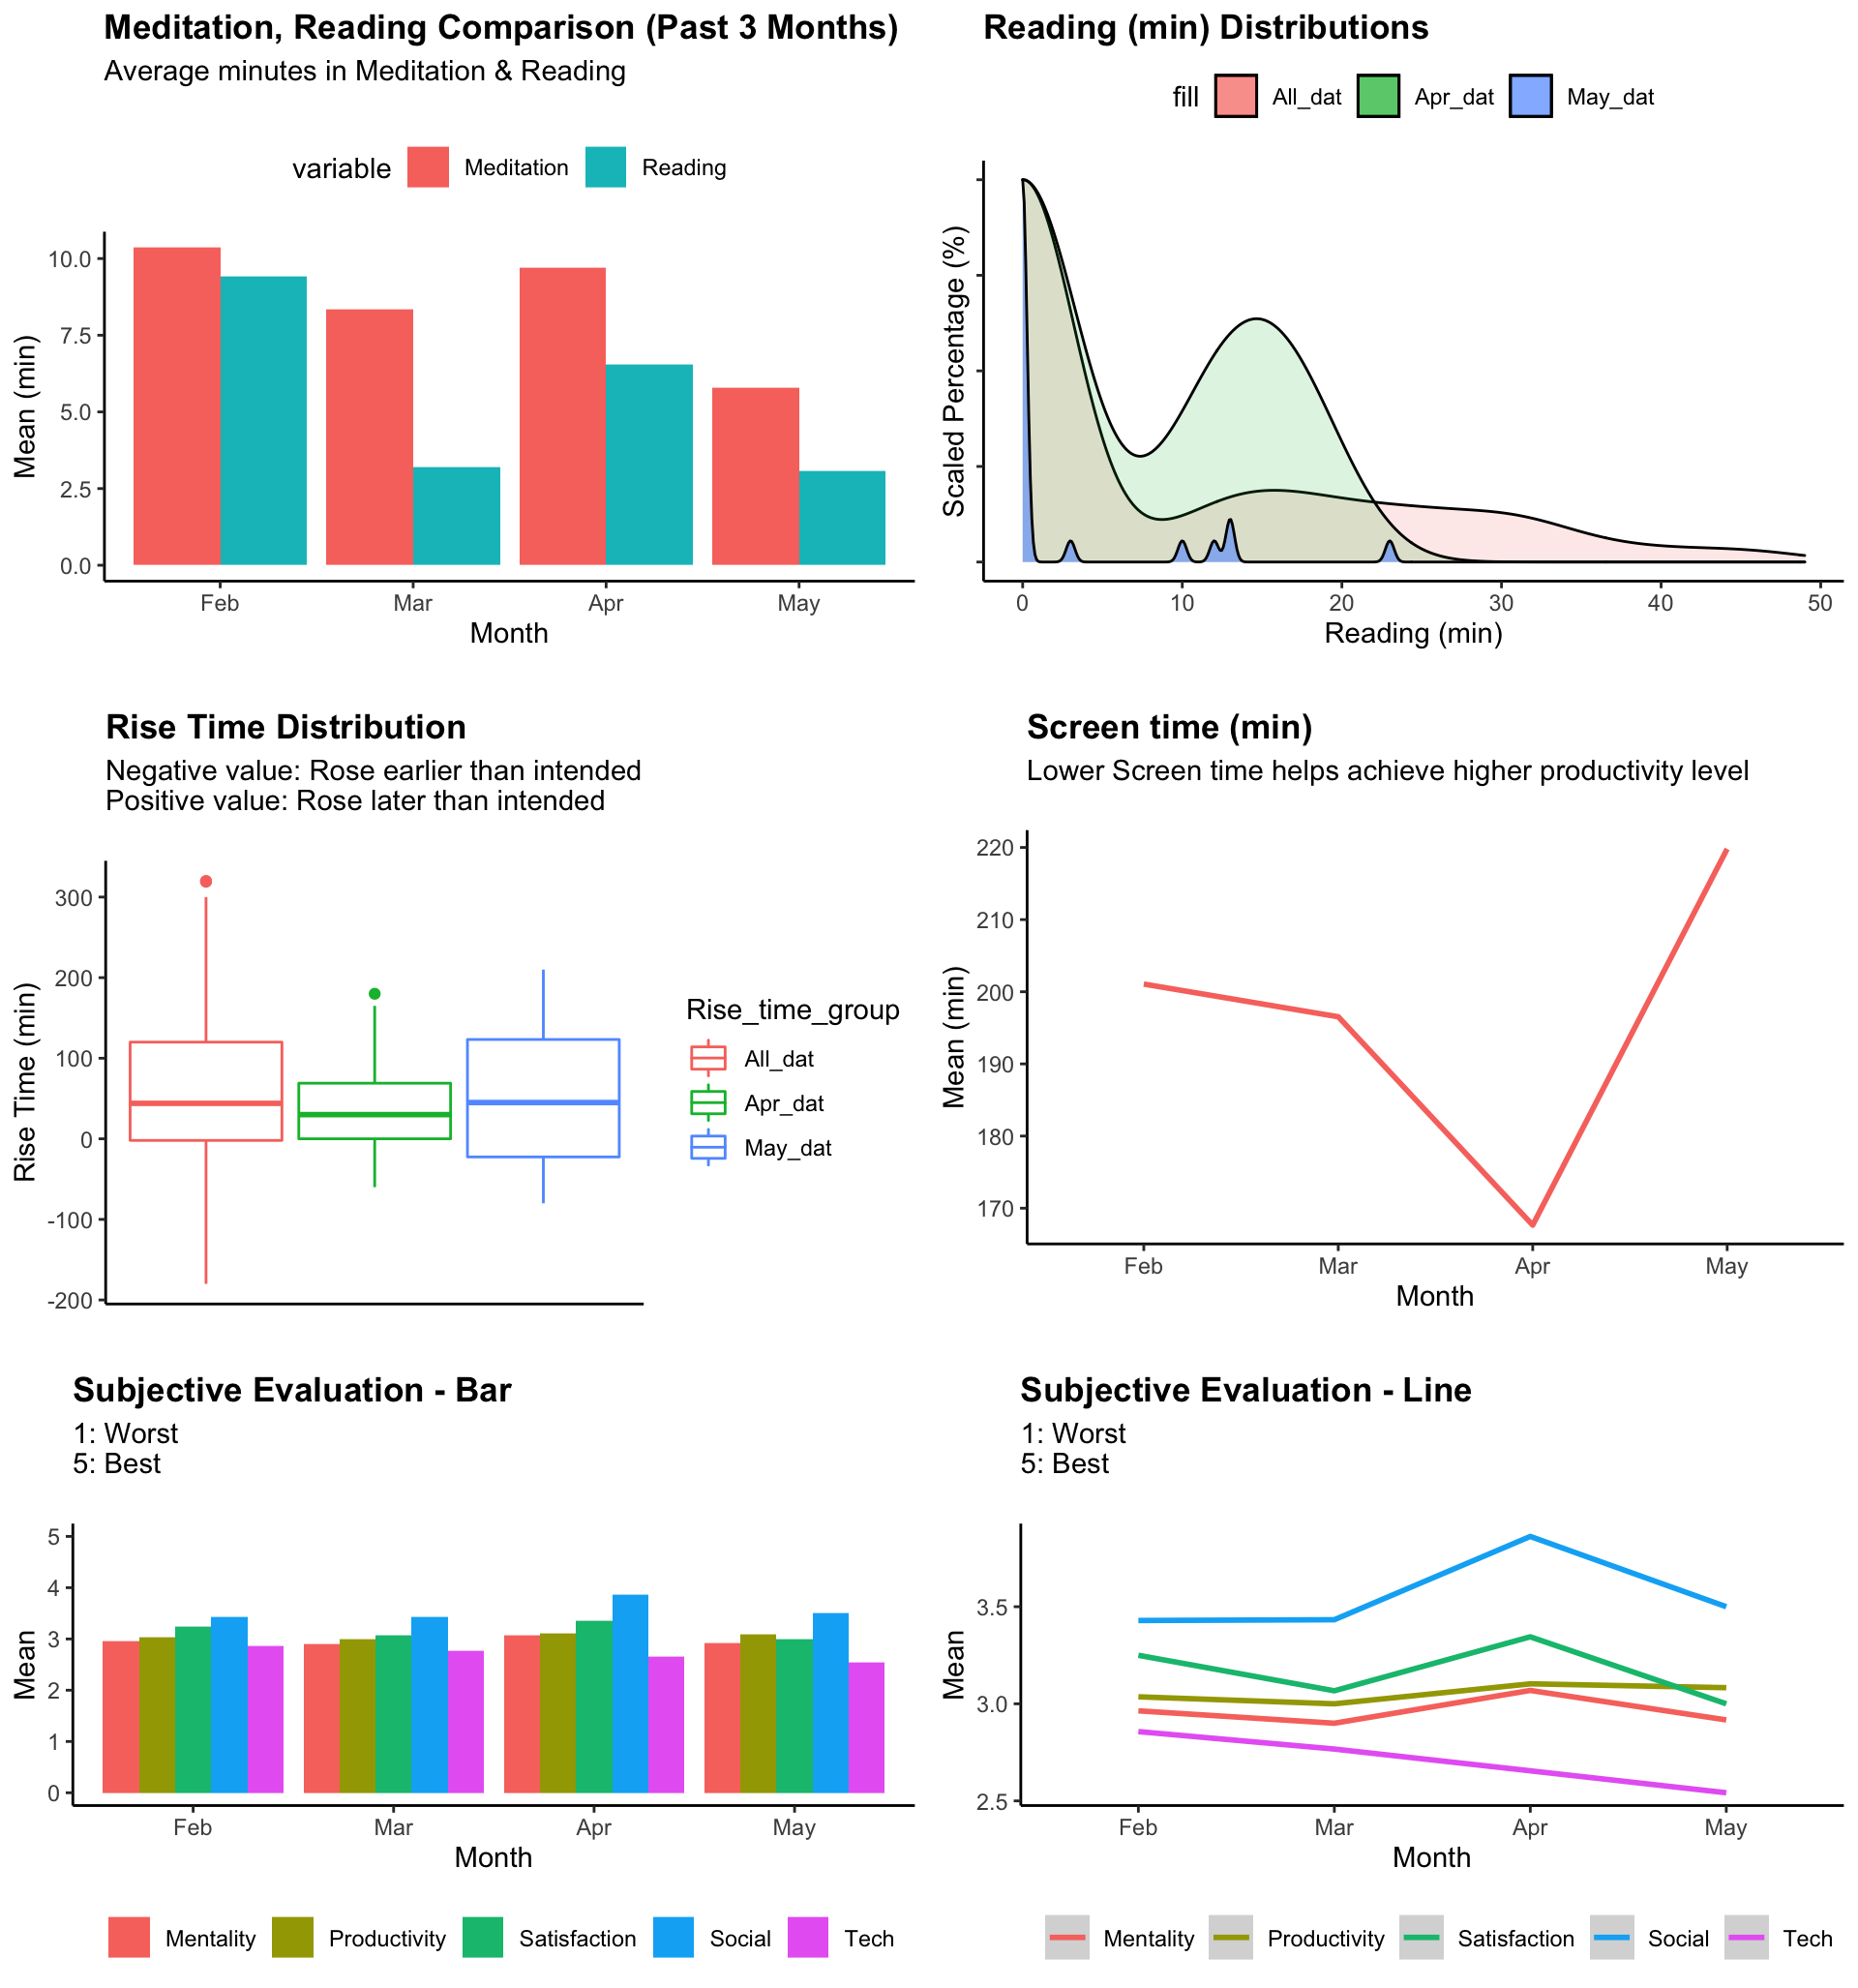 Meditation, Reading Comparison (Past 3 Months)
Average minutes in Meditation & Reading
variable Meditation Reading
Mean (min)
10.0
7.5
5.0
2.5
0.0
Feb Mar Apr May
Month
Reading (min) Distributions
fill All_dat Apr_dat May_dat
Scaled Percentage (%)
0 10 20 30 40 50
Reading (min)
Rise Time Distribution
Negative value: Rose earlier than intended
Positive value: Rose later than intended
Rise Time (min)
300
200
100
0
-100
-200
Rise_time_group
All_dat
Apr_dat
May_dat
Screen time (min)
Lower Screen time helps achieve higher productivity level
Mean (min)
220
210
200
190
180
170
Feb Mar Apr May
Month
Subjective Evaluation - Bar
1: Worst
5: Best
Mean
5
4
3
2
1
0
Feb Mar Apr May
Month
Mentality Productivity Satisfaction Social Tech
Subjective Evaluation - Line
1: Worst
5: Best
Mean
3.5
3.0
2.5
Feb Mar Apr May
Month
Mentality Productivity Satisfaction Social Tech